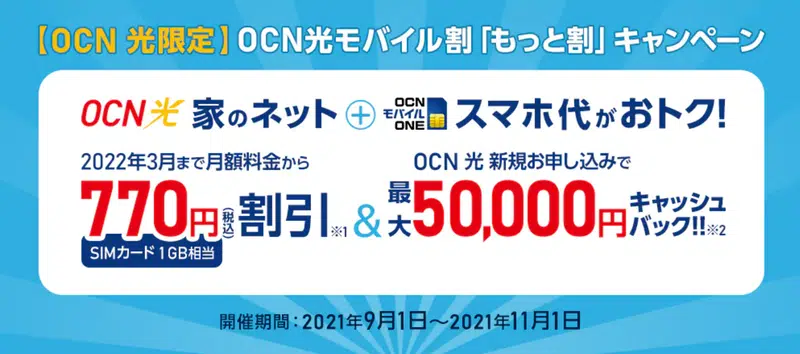 【OCN 光限定】OCN光モバイル割「もっと割」キャンペーン
OCN光 家のネット + OCN モバイル ONE スマホ代がおトク!
2022年3月まで月額料金から
770円(税込)割引※1
SIMカード 1GB相当
&
OCN 光 新規お申し込みで
最大50,000円キャッシュバック!!※2
開催期間:2021年9月1日～2021年11月1日